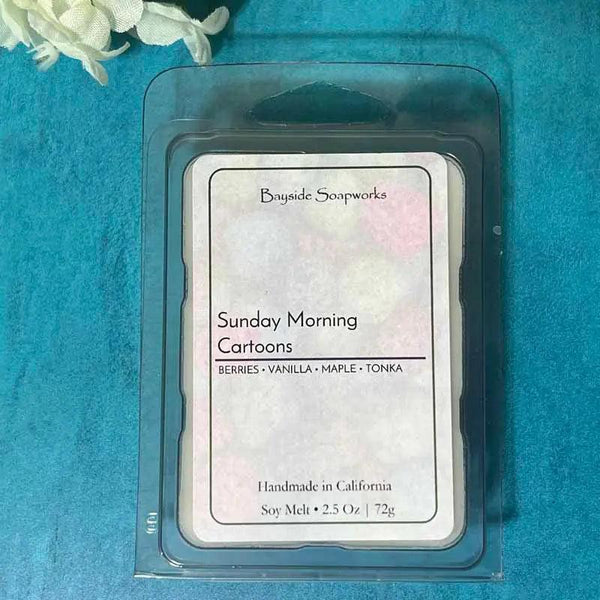 Bayside Soapworks
Sunday Morning
Cartoons
BERRIES • VANILLA • MAPLE • TONKA
Handmade in California
Soy Melt • 2.5 Oz | 72g